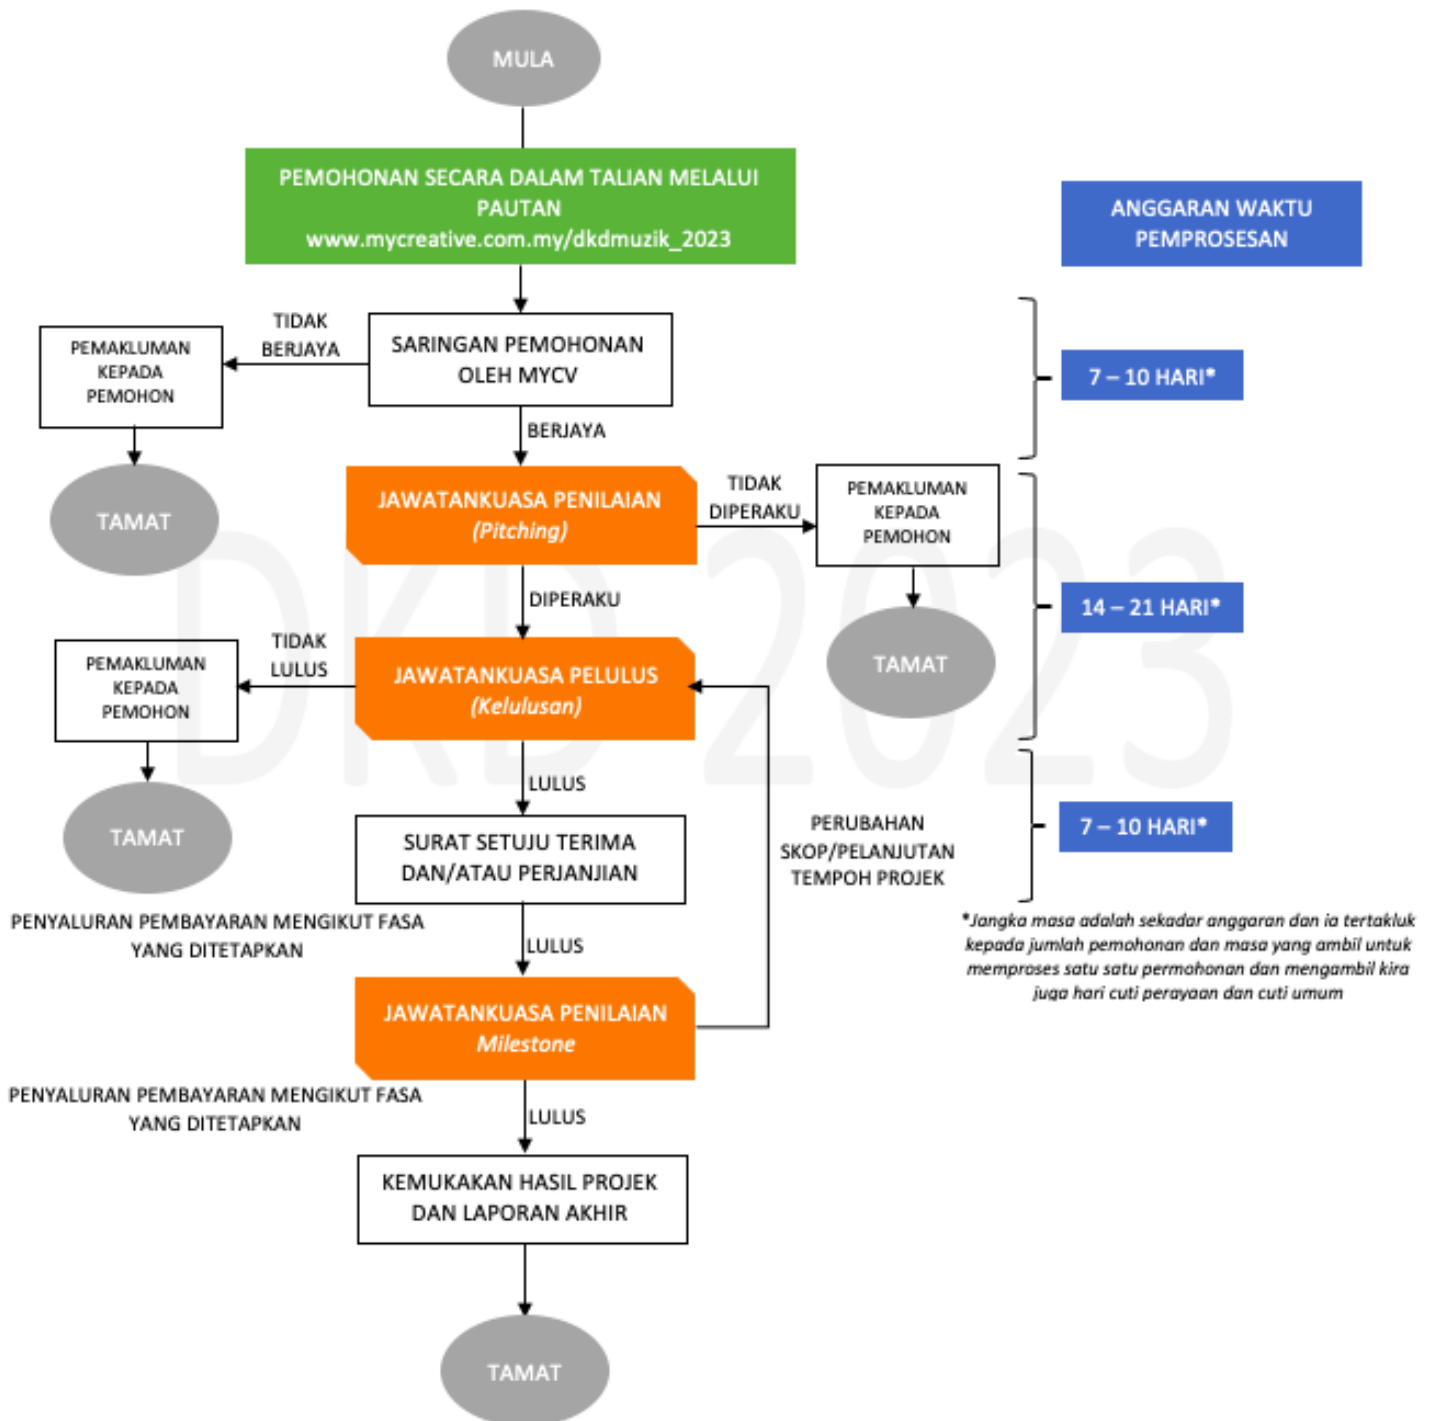 MULA
PEMOHONAN SECARA DALAM TALIAN MELALUI
PAUTAN
www.mycreative.com.my/dkdmuzik_2023
ANGGARAN WAKTU
PEMPROSESAN
SARINGAN PEMOHONAN
OLEH MYCV
TIDAK
BERJAYA
PEMAKLUMAN
KEPADA
PEMOHON
TAMAT
7 – 10 HARI*
BERJAYA
JAWATANKUASA PENILAIAN
(Pitching)
TIDAK
DIPERAKU
PEMAKLUMAN
KEPADA
PEMOHON
TAMAT
14 – 21 HARI*
DIPERAKU
JAWATANKUASA PELULUS
(Kelulusan)
TIDAK
LULUS
PEMAKLUMAN
KEPADA
PEMOHON
TAMAT
LULUS
SURAT SETUJU TERIMA
DAN/ATAU PERJANJIAN
PERUBAHAN
SKOP/PELANJUTAN
TEMPOH PROJEK
7 – 10 HARI*
*Jangka masa adalah sekadar anggaran dan ia tertakluk
kepada jumlah pemohonan dan masa yang ambil untuk
memproses satu satu permohonan dan mengambil kira
juga hari cuti perayaan dan cuti umum
PENYALURAN PEMBAYARAN MENGIKUT FASA
YANG DITETAPKAN
LULUS
JAWATANKUASA PENILAIAN
Milestone
PENYALURAN PEMBAYARAN MENGIKUT FASA
YANG DITETAPKAN
LULUS
KEMUKAKAN HASIL PROJEK
DAN LAPORAN AKHIR
TAMAT
DKD 2023